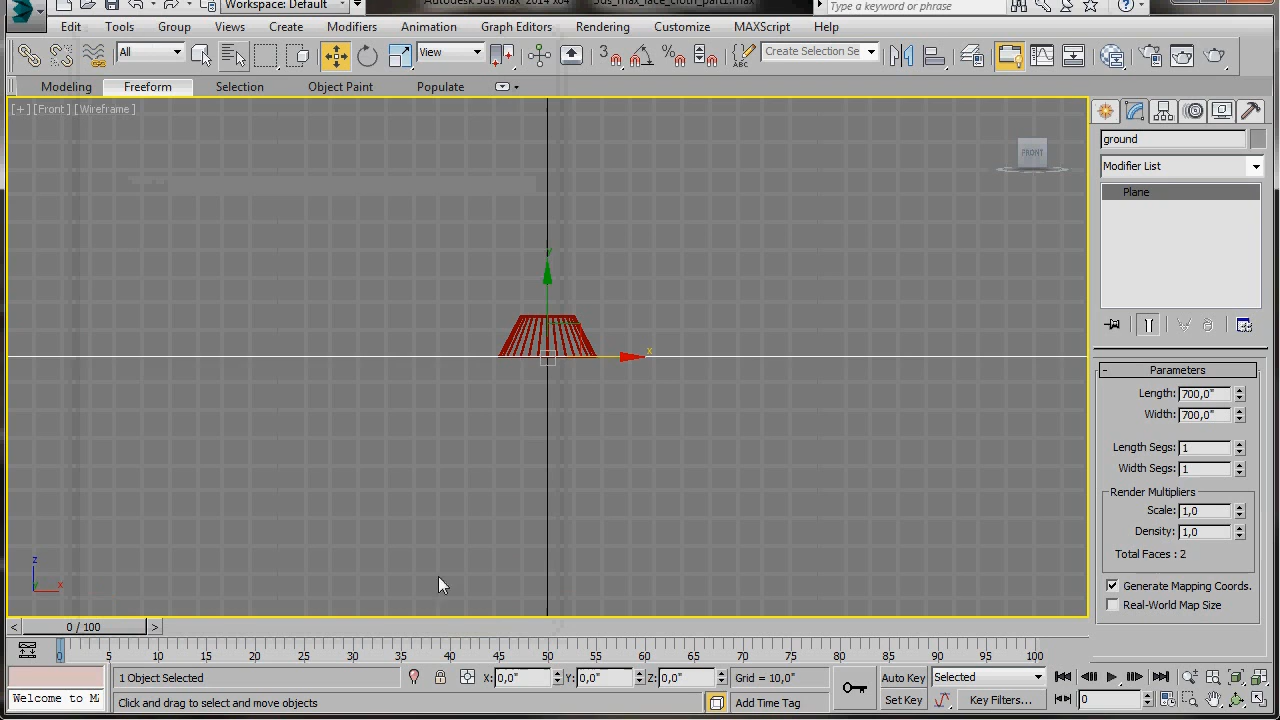 Workspace: Default
Autodesk 3ds Max 2014 x64
3ds_max_lace_cloth_part1.max
Type a keyword or phrase
Edit Tools Group Views Create Modifiers Animation Graph Editors Rendering Customize MAXScript Help
All
View
3
Create Selection Se
Modeling Freeform Selection Object Paint Populate
[+] [Front] [Wireframe]
FRONT
y
x
z
x
ground
Modifier List
Plane
- Parameters
Length: 700,0"
Width: 700,0"
Length Segs: 1
Width Segs: 1
Render Multipliers
Scale: 1,0
Density: 1,0
Total Faces : 2
Generate Mapping Coords.
Real-World Map Size
< 0 / 100 >
0 5 10 15 20 25 30 35 40 45 50 55 60 65 70 75 80 85 90 95 100
1 Object Selected
X: 0,0" Y: 0,0" Z: 0,0"
Grid = 10,0"
Auto Key
Selected
Welcome to M
Click and drag to select and move objects
Add Time Tag
Set Key
Key Filters...
0